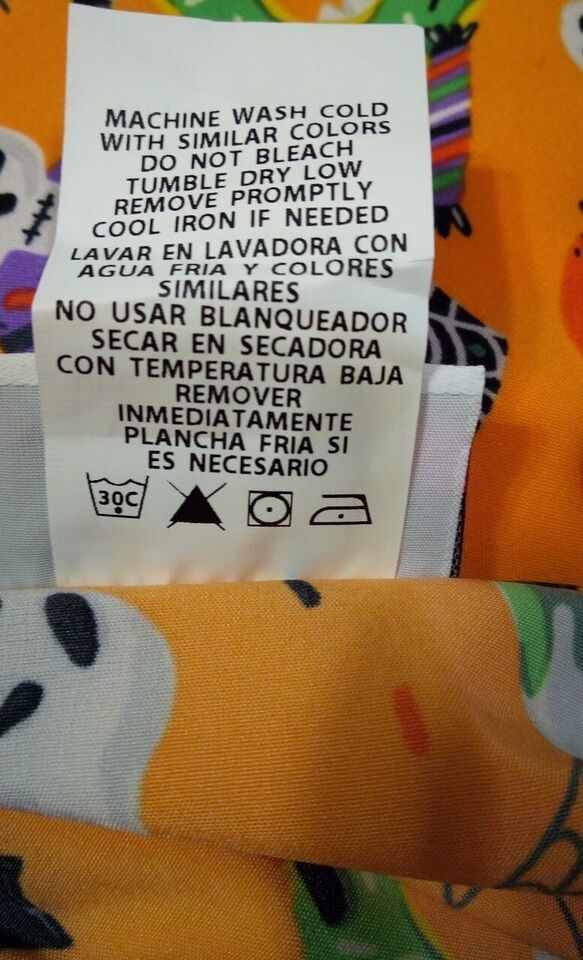 MACHINE WASH COLD
WITH SIMILAR COLORS
DO NOT BLEACH
TUMBLE DRY LOW
REMOVE PROMPTLY
COOL IRON IF NEEDED
LAVAR EN LAVADORA CON
AGUA FRIA Y COLORES
SIMILARES
NO USAR BLANQUEADOR
SECAR EN SECADORA
CON TEMPERATURA BAJA
REMOVER
INMEDIATAMENTE
PLANCHA FRIA SI
ES NECESARIO
30C